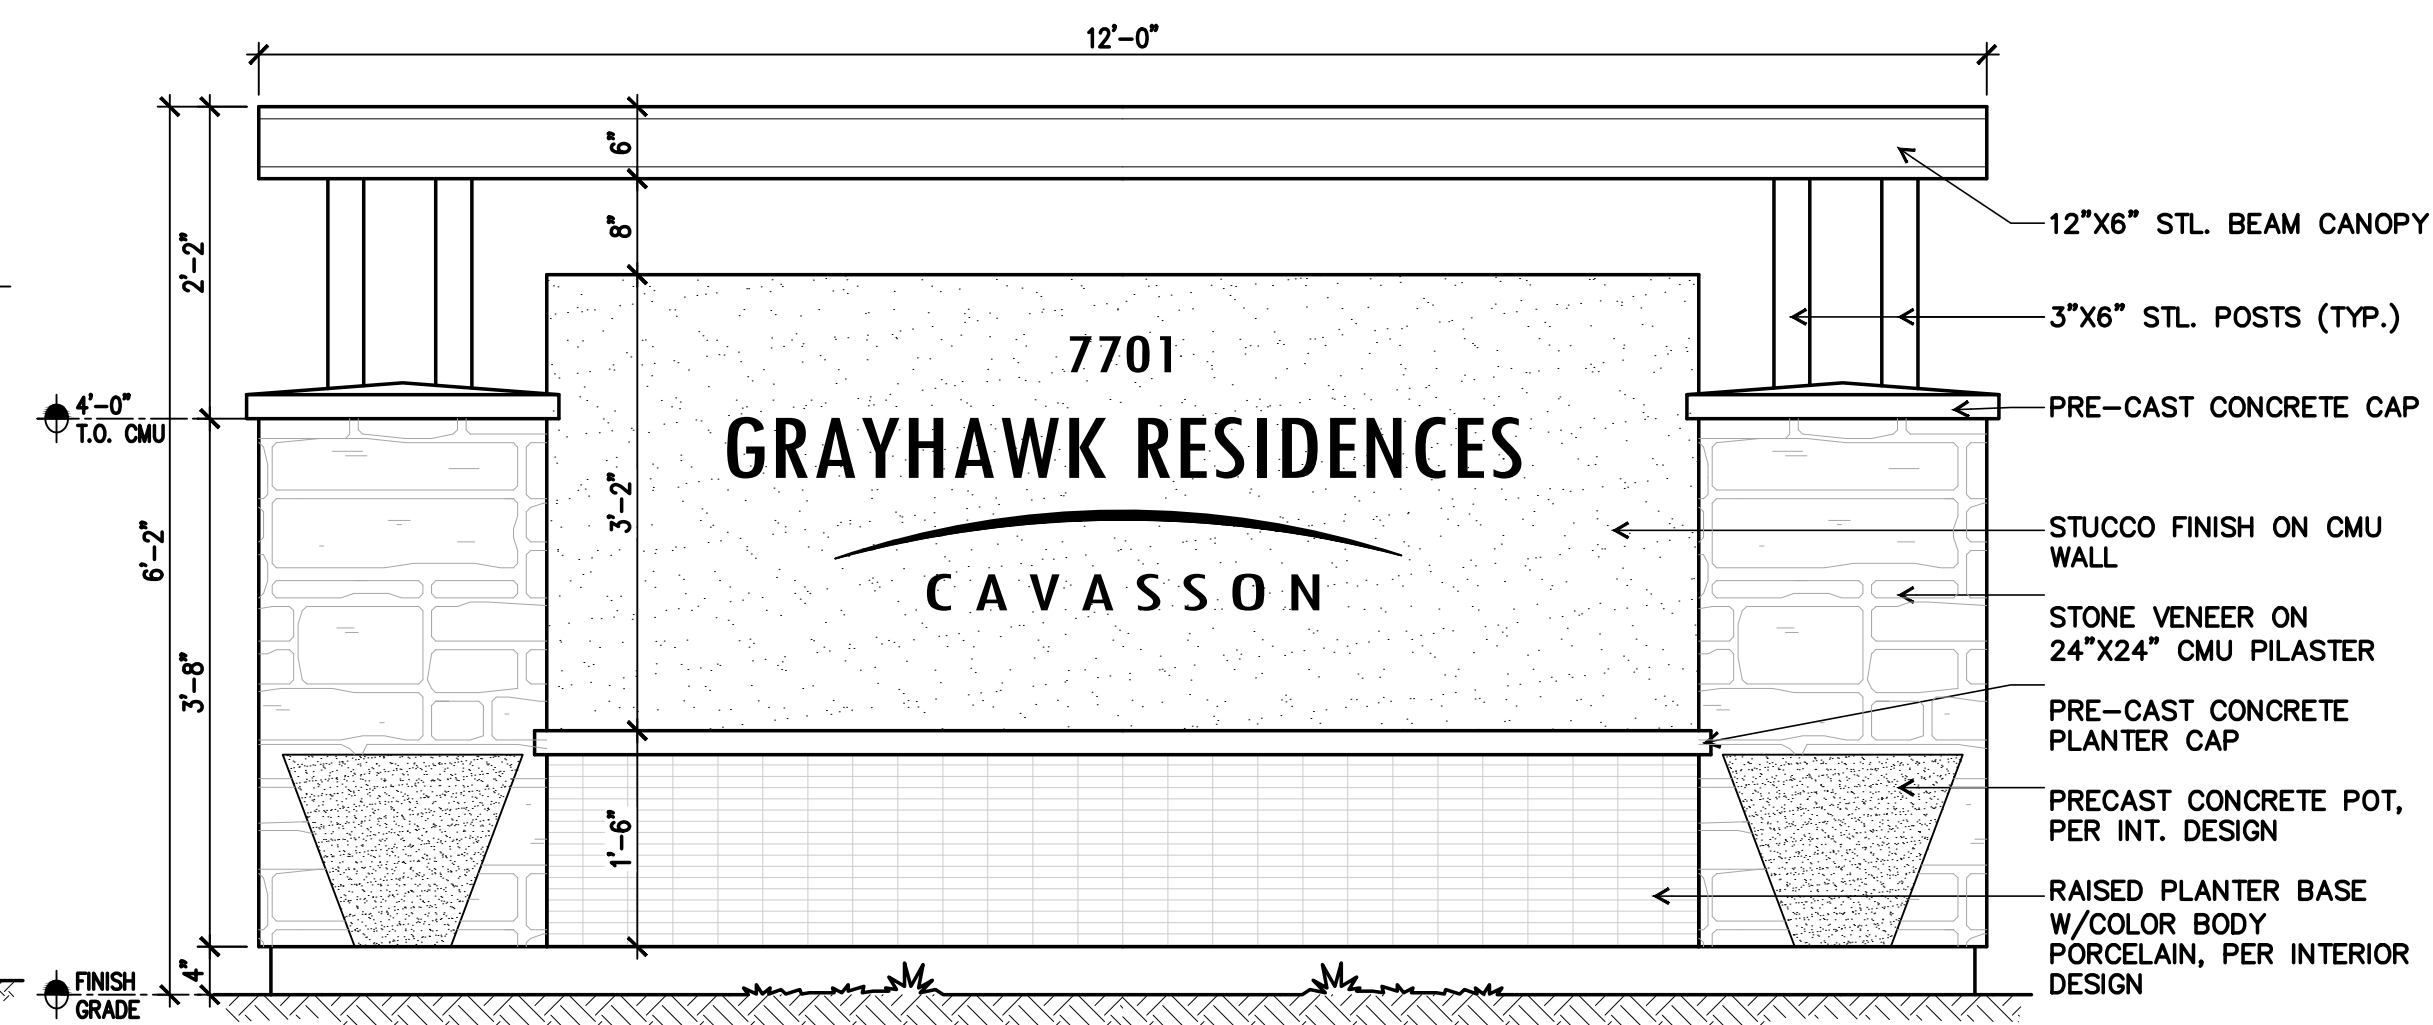 12'-0"
6"
8"
2'-2"
12"X6" STL. BEAM CANOPY
3"X6" STL. POSTS (TYP.)
7701
4'-0"
T.O. CMU
PRE-CAST CONCRETE CAP
GRAYHAWK RESIDENCES
3'-2"
6'-2"
STUCCO FINISH ON CMU
WALL
CAVASSON
STONE VENEER ON
24"X24" CMU PILASTER
3'-8"
PRE-CAST CONCRETE
PLANTER CAP
1'-6"
PRECAST CONCRETE POT,
PER INT. DESIGN
RAISED PLANTER BASE
W/COLOR BODY
PORCELAIN, PER INTERIOR
DESIGN
4"
FINISH
GRADE